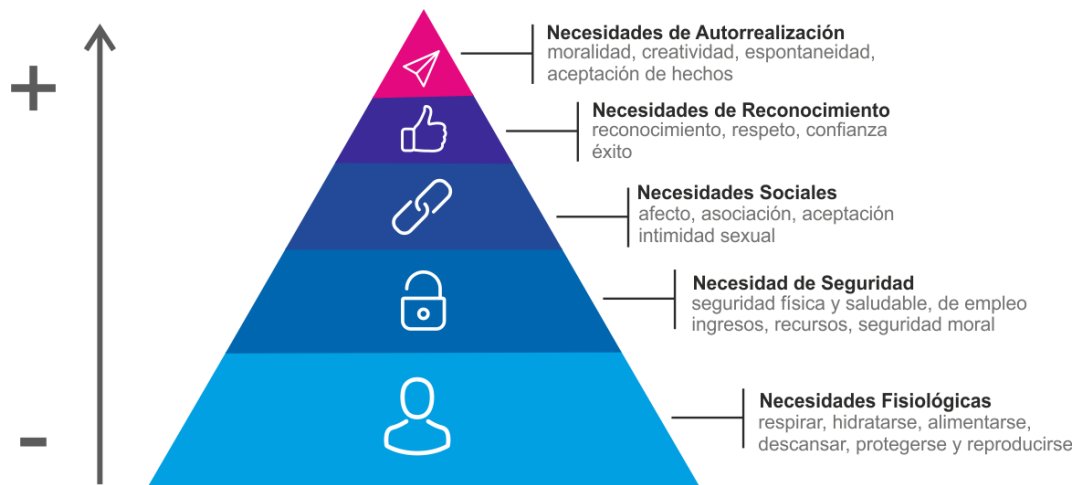 +
Necesidades de Autorrealización
moralidad, creatividad, espontaneidad,
aceptación de hechos
Necesidades de Reconocimiento
reconocimiento, respeto, confianza
éxito
Necesidades Sociales
afecto, asociación, aceptación
intimidad sexual
Necesidad de Seguridad
seguridad física y saludable, de empleo
ingresos, recursos, seguridad moral
Necesidades Fisiológicas
respirar, hidratarse, alimentarse,
descansar, protegerse y reproducirse
-